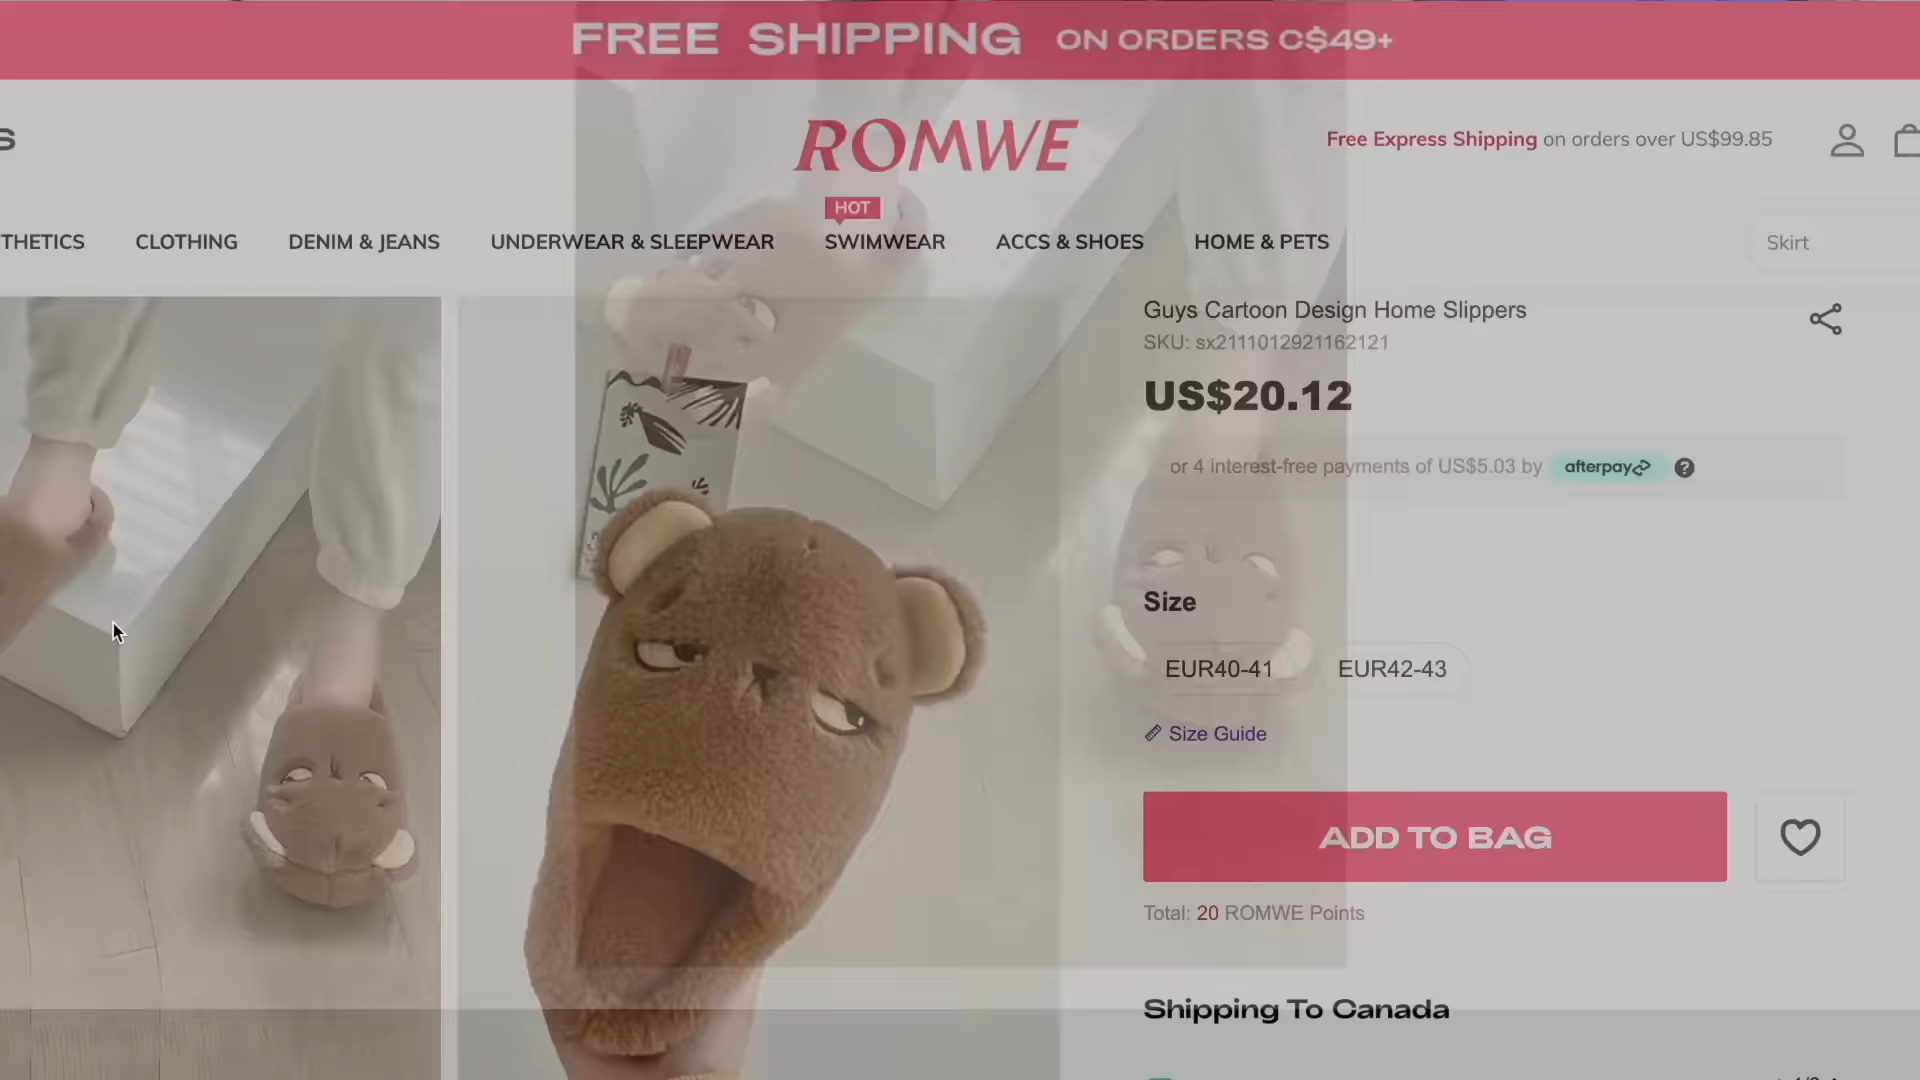 FREE SHIPPING ON ORDERS C$49+
S
ROMWE
Free Express Shipping on orders over US$99.85
HOT
THETICS CLOTHING DENIM & JEANS UNDERWEAR & SLEEPWEAR SWIMWEAR ACCS & SHOES HOME & PETS
Skirt
Guys Cartoon Design Home Slippers
SKU: sx2111012921162121
US$20.12
or 4 interest-free payments of US$5.03 by afterpay ?
Size
EUR40-41 EUR42-43
Size Guide
ADD TO BAG
Total: 20 ROMWE Points
Shipping To Canada